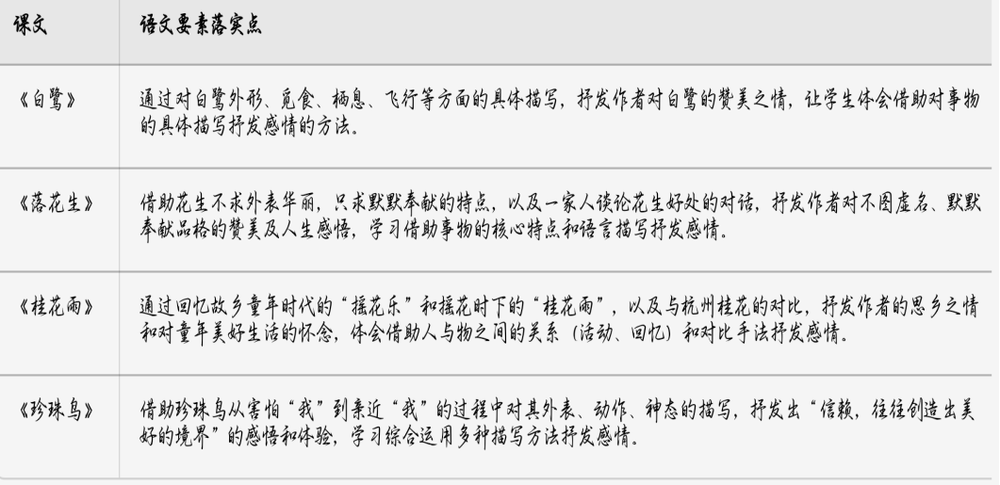 课文 语文要素落实点
《白鹭》 通过对白鹭外形、觅食、栖息、飞行等方面的具体描写，抒发作者对白鹭的赞美之情，让学生体会借助对事物
的具体描写抒发感情的方法。
《落花生》 借助花生不求外表华丽，只求默默奉献的特点，以及一家人谈论花生好处的对话，抒发作者对不图虚名、默默
奉献品格的赞美及人生感悟，学习借助事物的核心特点和语言描写抒发感情。
《桂花雨》 通过回忆故乡童年时代的“摇花乐”和摇花时下的“桂花雨”，以及与杭州桂花的对比，抒发作者的思乡之情
和对童年美好生活的怀念，体会借助人与物之间的关系（活动、回忆）和对比手法抒发感情。
《珍珠鸟》 借助珍珠鸟从害怕“我”到亲近“我”的过程中对其外表、动作、神态的描写，抒发出“信赖，往往创造出美
好的境界”的感悟和体验，学习综合运用多种描写方法抒发感情。